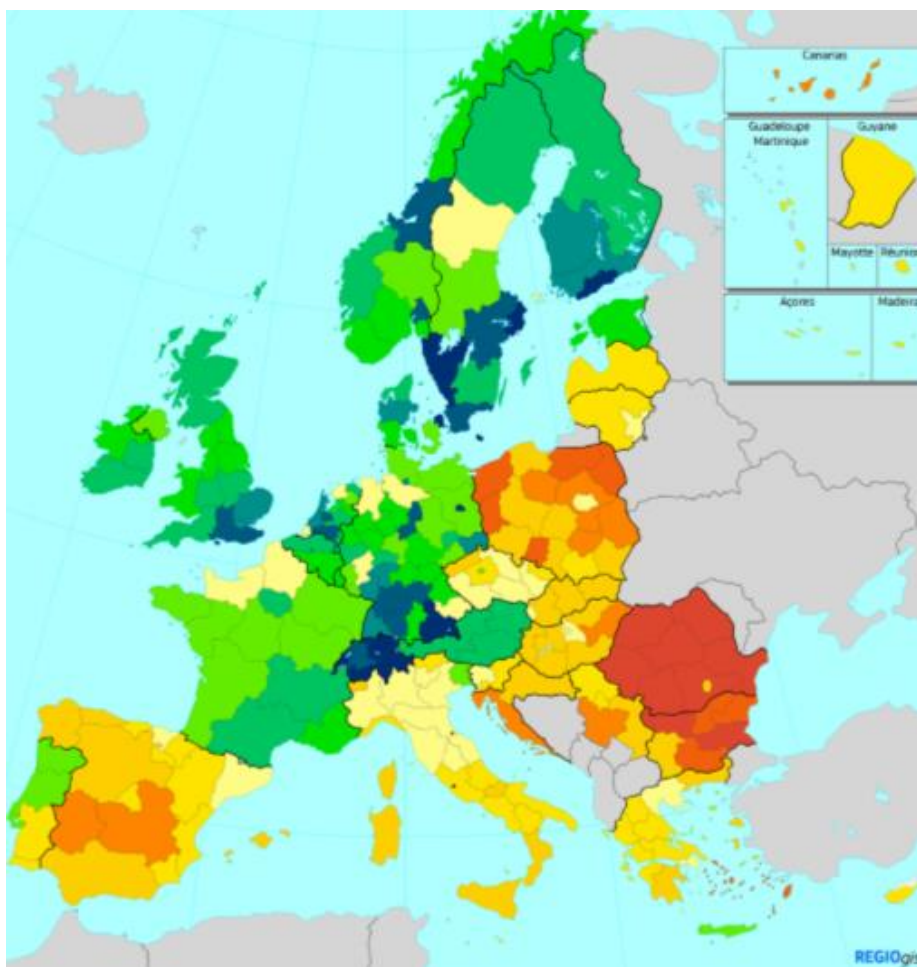 Canarias
Guadeloupe
Martinique
Guyane
Mayotte
Réunion
Açores
Madeira
REGIOgis